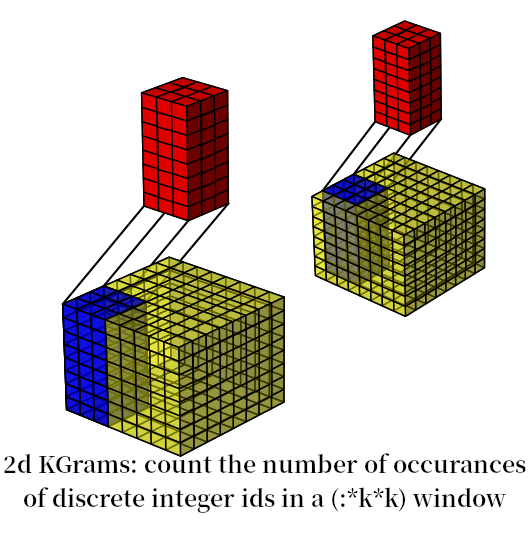 2d KGrams: count the number of occurances
of discrete integer ids in a (:*k*k) window